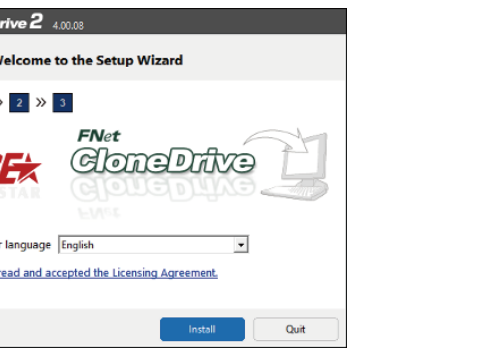 rive 2 4.00.08
Welcome to the Setup Wizard
» 2 » 3
FNet
CloneDrive
STAR
r language English
read and accepted the Licensing Agreement.
Install Quit